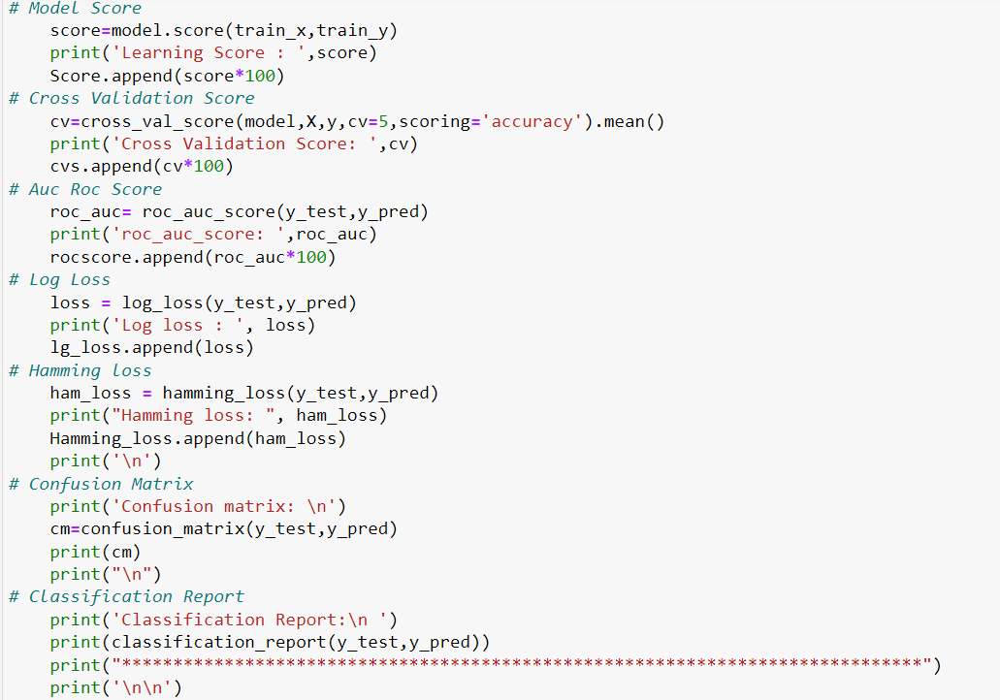 # Model Score
score=model.score(train_x,train_y)
print('Learning Score : ',score)
Score.append(score*100)
# Cross Validation Score
cv=cross_val_score(model,X,y,cv=5,scoring='accuracy').mean()
print('Cross Validation Score: ',cv)
cvs.append(cv*100)
# Auc Roc Score
roc_auc= roc_auc_score(y_test,y_pred)
print('roc_auc_score: ',roc_auc)
rocscore.append(roc_auc*100)
# Log Loss
loss = log_loss(y_test,y_pred)
print('Log loss : ', loss)
lg_loss.append(loss)
# Hamming loss
ham_loss = hamming_loss(y_test,y_pred)
print("Hamming loss: ", ham_loss)
Hamming_loss.append(ham_loss)
print('\n')
# Confusion Matrix
print('Confusion matrix: \n')
cm=confusion_matrix(y_test,y_pred)
print(cm)
print("\n")
# Classification Report
print('Classification Report:\n ')
print(classification_report(y_test,y_pred))
print("******************************************************************************")
print('\n\n')